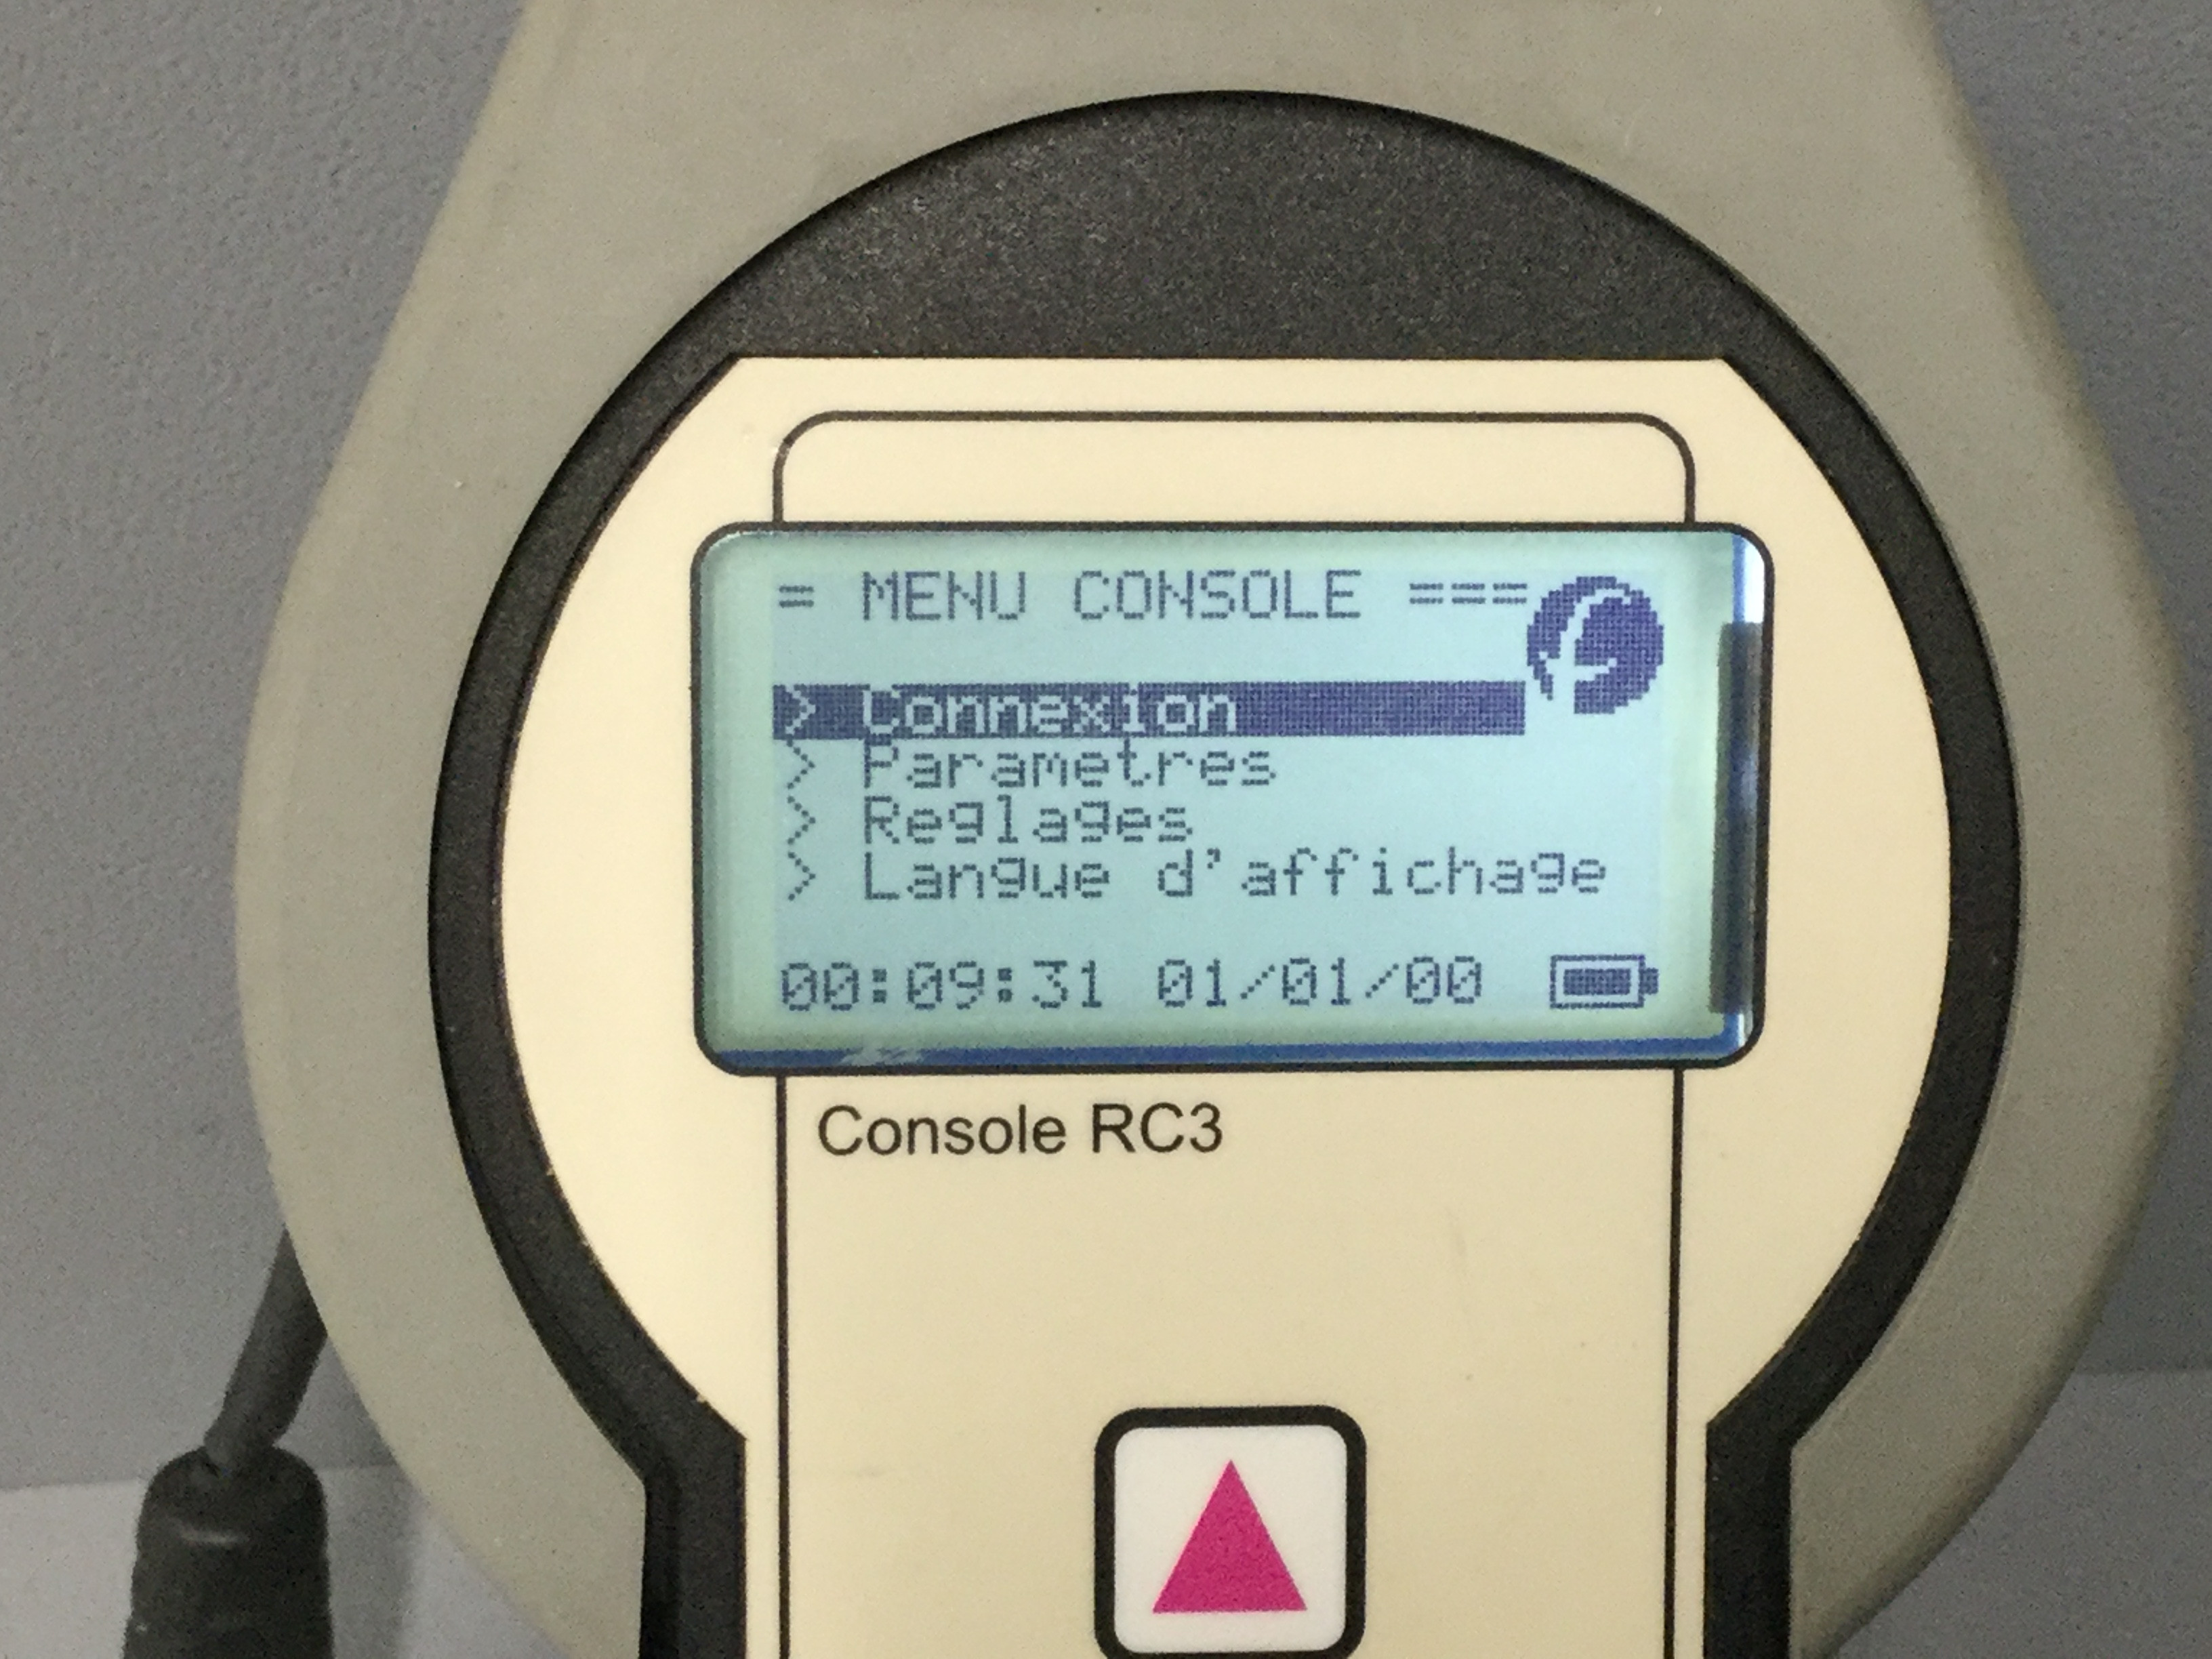 = MENU CONSOLE ===
> Connexion
> Parametres
> Reglages
> Langue d'affichage
00:09:31 01/01/00
Console RC3